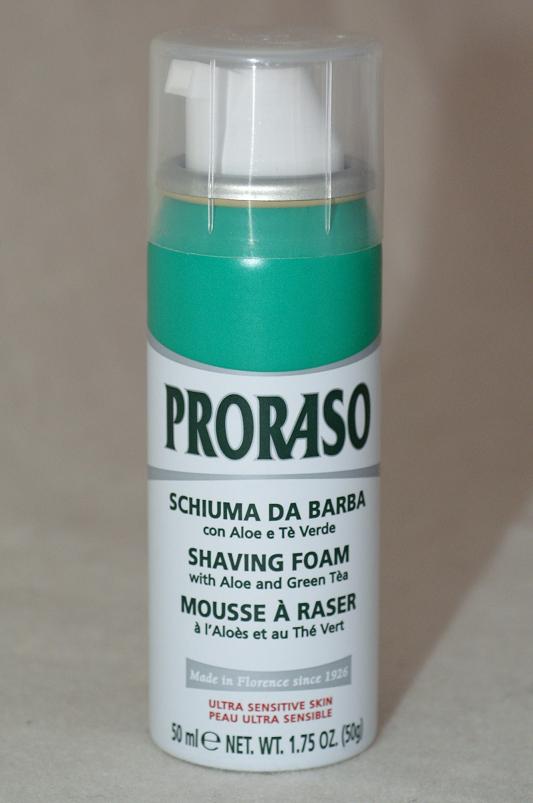 PRORASO
SCHIUMA DA BARBA
con Aloe e Tè Verde
SHAVING FOAM
with Aloe and Green Tèa
MOUSSE À RASER
à l'Aloès et au Thé Vert
Made in Florence since 1926
ULTRA SENSITIVE SKIN
PEAU ULTRA SENSIBLE
50 ml ℮ NET. WT. 1.75 OZ. (50g)